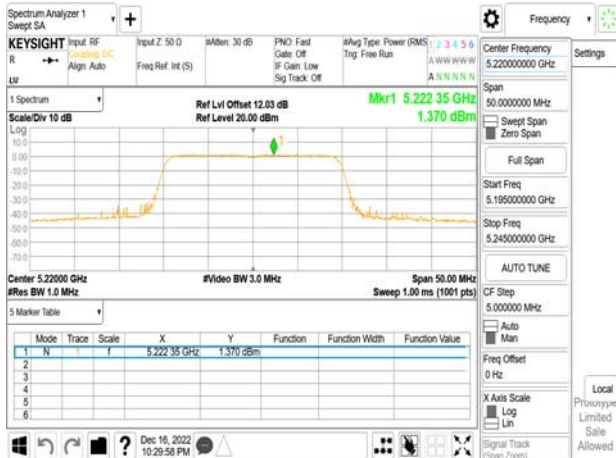 Spectrum Analyzer 1
Swept SA
+
KEYSIGHT Input: RF
Coupling: DC
Align: Auto
Input Z: 50 Ω
Freq Ref: Int (S)
#Atten: 30 dB
PNO: Fast
Gate: Off
IF Gain: Low
Sig Track: Off
#Avg Type: Power (RMS
Trig: Free Run
1 2 3 4 5 6
A W W W W W
A N N N N N
R
LXI
1 Spectrum
Scale/Div 10 dB
Ref Lvl Offset 12.03 dB
Ref Level 20.00 dBm
Mkr1 5.222 35 GHz
1.370 dBm
Log
10.0
0.00
-10.0
-20.0
-30.0
-40.0
-50.0
-60.0
-70.0
1
Center 5.22000 GHz
#Res BW 1.0 MHz
#Video BW 3.0 MHz
Span 50.00 MHz
Sweep 1.00 ms (1001 pts)
5 Marker Table
Mode Trace Scale X Y Function Function Width Function Value
1 N 1 f 5.222 35 GHz 1.370 dBm
2
3
4
5
6
Dec 16, 2022
10:29:58 PM
Frequency
Settings
Center Frequency
5.220000000 GHz
Span
50.0000000 MHz
Swept Span
Zero Span
Full Span
Start Freq
5.195000000 GHz
Stop Freq
5.245000000 GHz
AUTO TUNE
CF Step
5.000000 MHz
Auto
Man
Freq Offset
0 Hz
X Axis Scale
Log
Lin
Signal Track
(Span Zoom)
Local
Prototype
Limited
Sale
Allowed